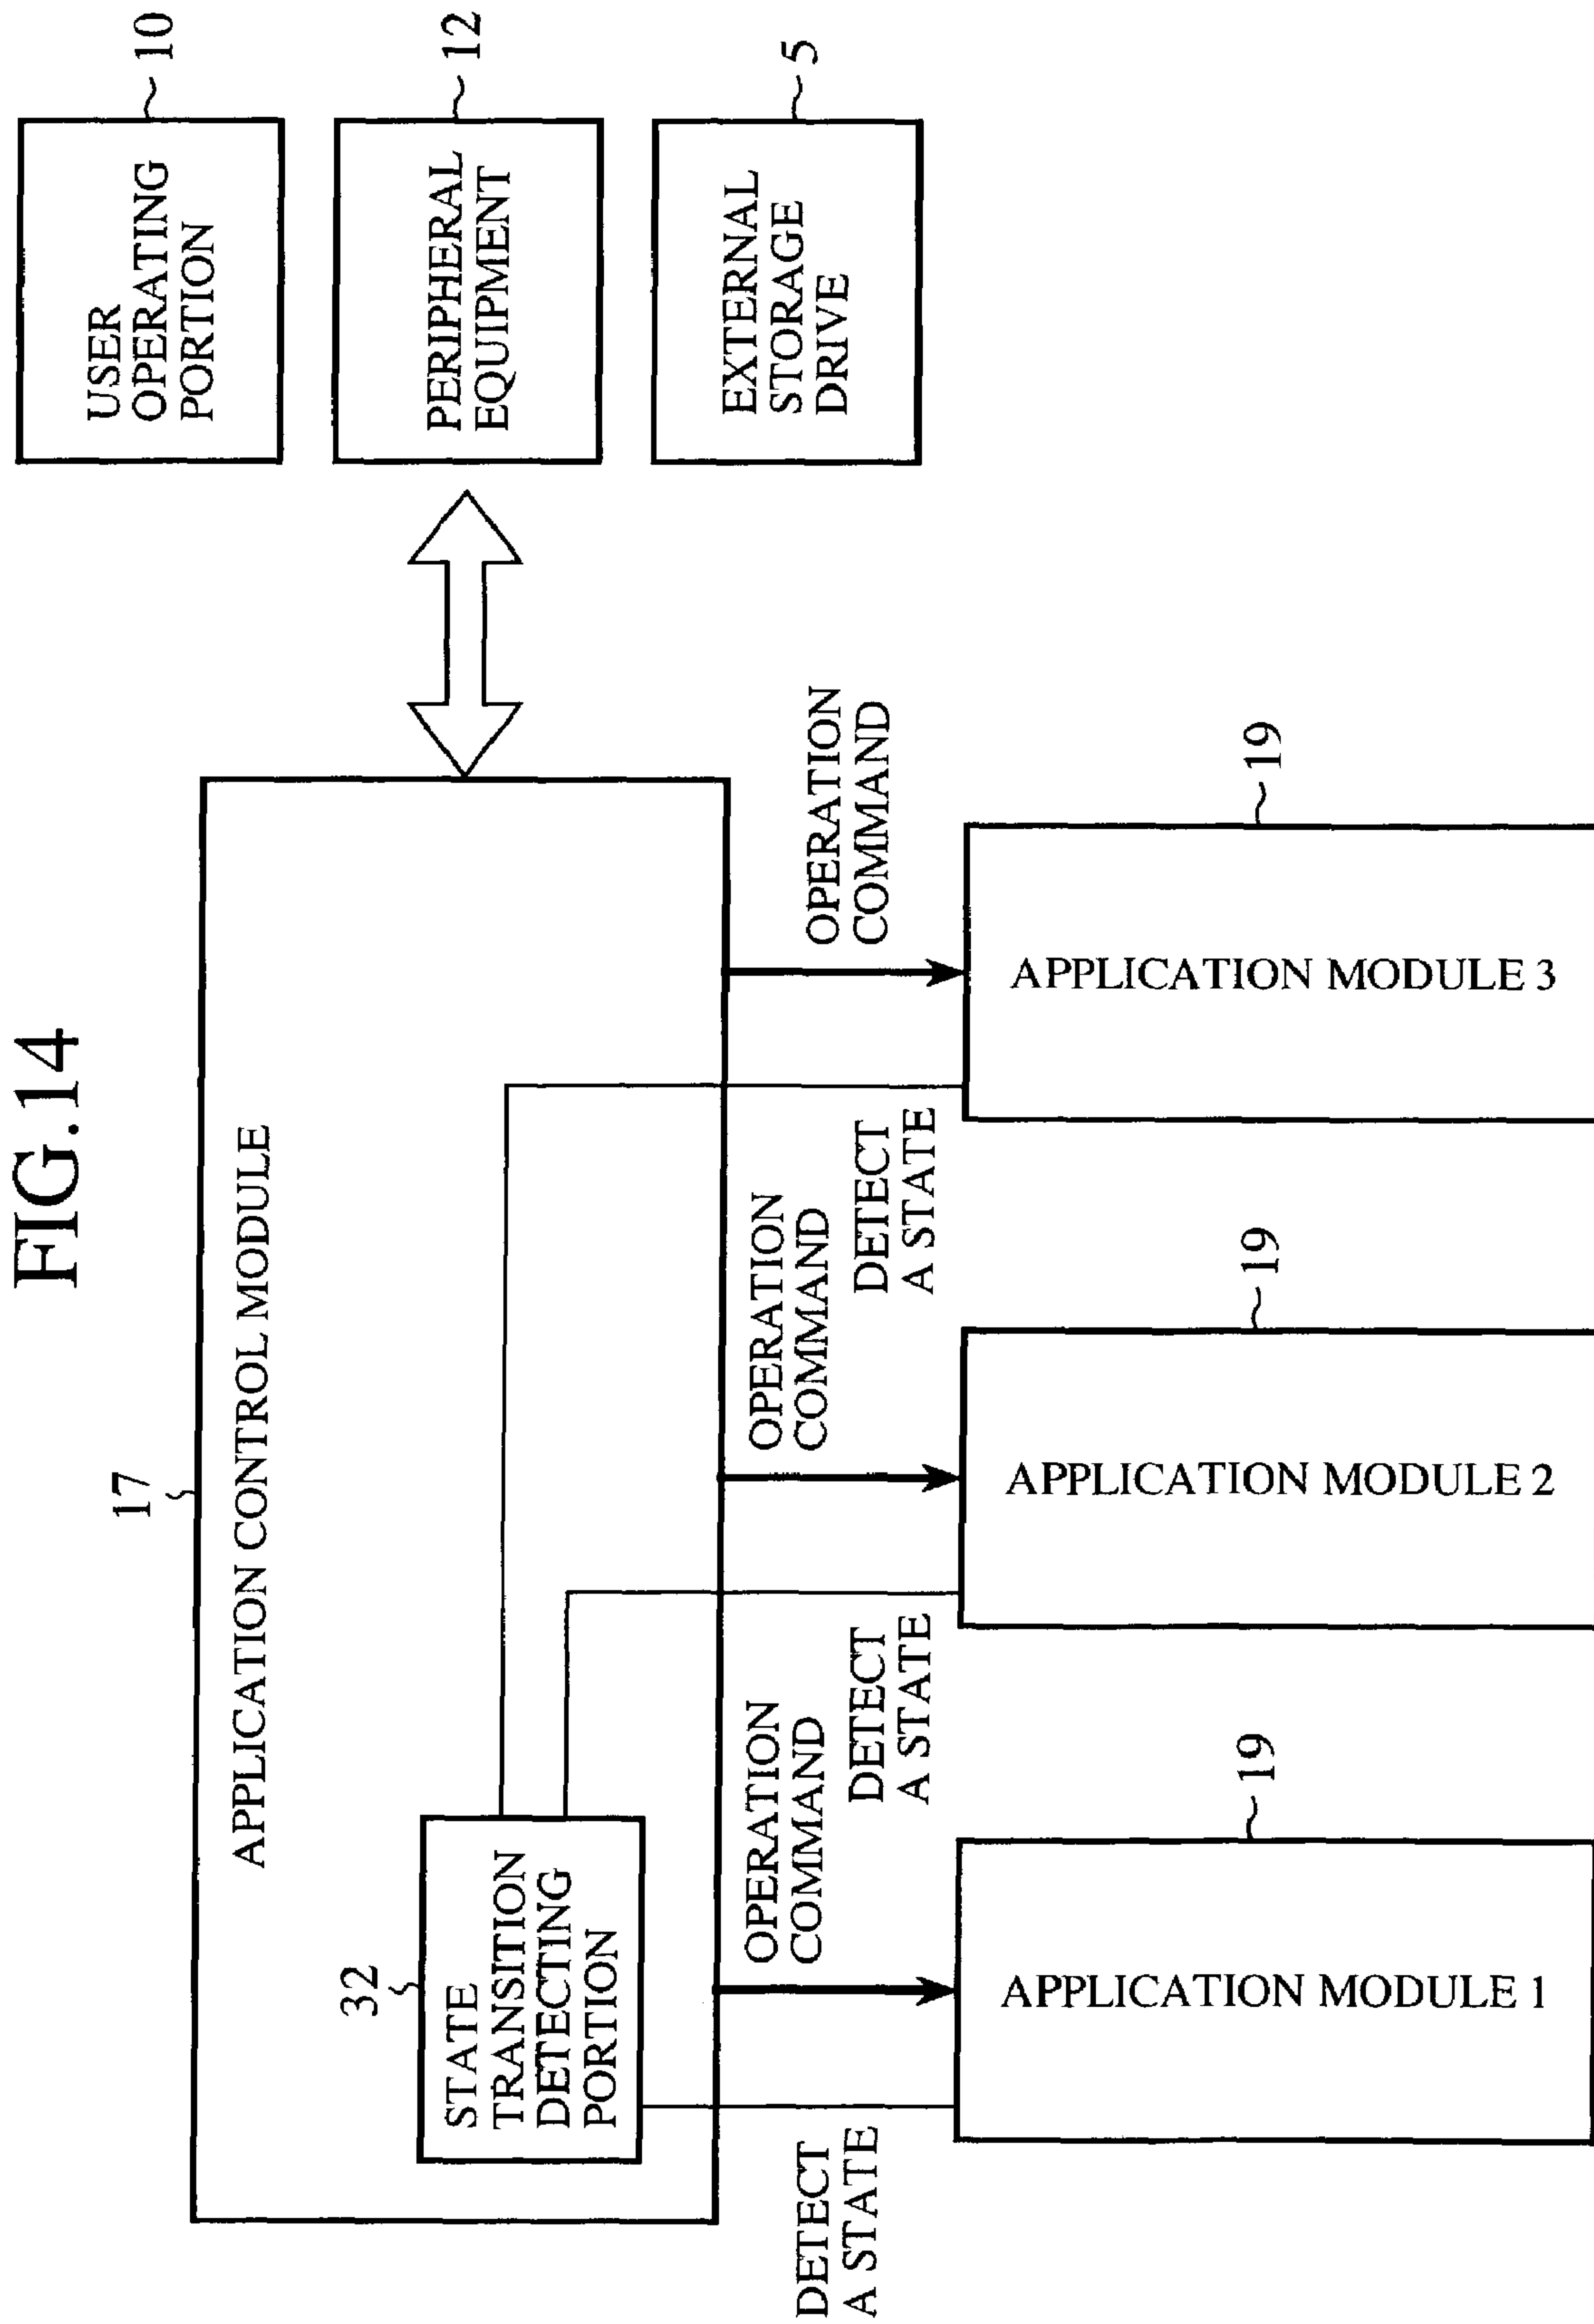 FIG.14
17
APPLICATION CONTROL MODULE
32
STATE
TRANSITION
DETECTING
PORTION
USER
OPERATING
PORTION
10
PERIPHERAL
EQUIPMENT
12
EXTERNAL
STORAGE
DRIVE
5
DETECT
A STATE
OPERATION
COMMAND
DETECT
A STATE
OPERATION
COMMAND
DETECT
A STATE
OPERATION
COMMAND
19
APPLICATION MODULE 1
19
APPLICATION MODULE 2
19
APPLICATION MODULE 3